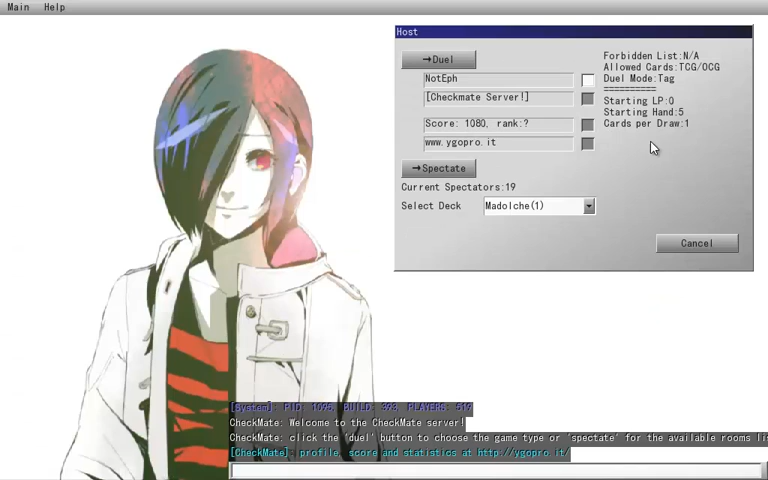 Main Help
Host
→Duel
NotEph
[Checkmate Server!]
Score: 1080, rank:?
www.ygopro.it
→Spectate
Current Spectators:19
Select Deck Madolche(1)
Forbidden List:N/A
Allowed Cards:TCG/OCG
Duel Mode:Tag
==========
Starting LP:0
Starting Hand:5
Cards per Draw:1
Cancel
[System]: PID: 1095, BUILD: 393, PLAYERS: 519
CheckMate: Welcome to the CheckMate server!
CheckMate: click the 'duel' button to choose the game type or 'spectate' for the available rooms li
[CheckMate]: profile, score and statistics at http://ygopro.it/